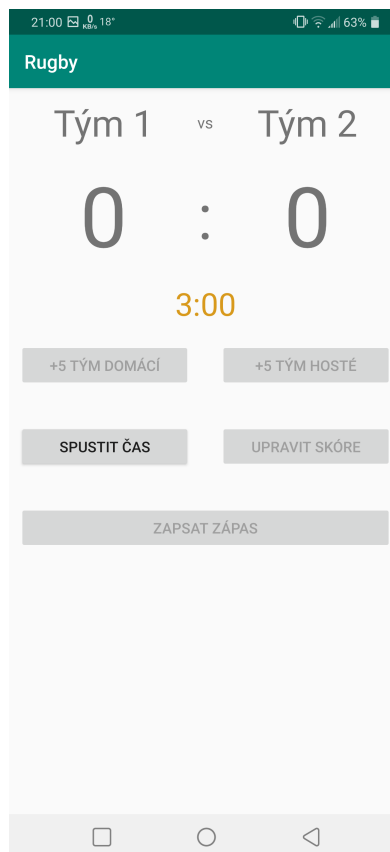 21:00 0 KB/s 18° 63%
Rugby
Tým 1 vs Tým 2
0 : 0
3:00
+5 TÝM DOMÁCÍ +5 TÝM HOSTÉ
SPUSTIT ČAS UPRAVIT SKÓRE
ZAPSAT ZÁPAS